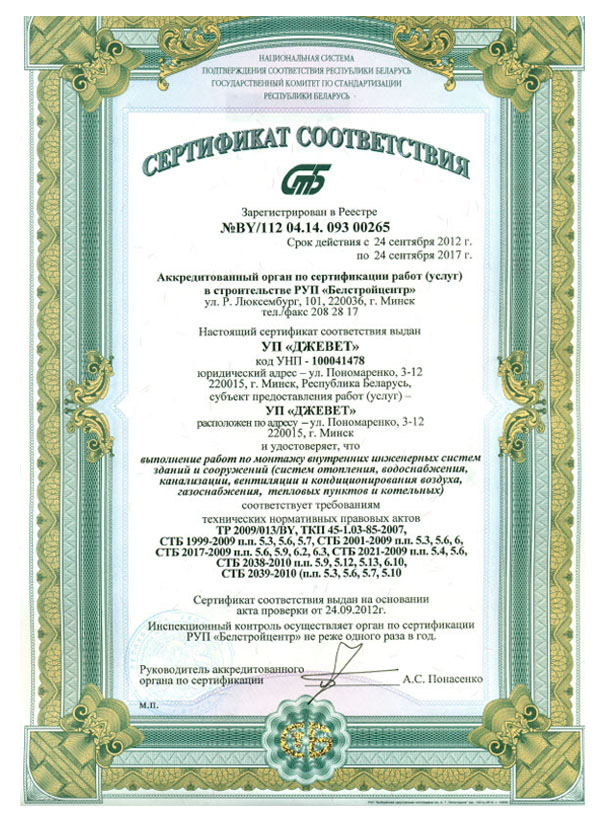 НАЦИОНАЛЬНАЯ СИСТЕМА
ПОДТВЕРЖДЕНИЯ СООТВЕТСТВИЯ РЕСПУБЛИКИ БЕЛАРУСЬ
ГОСУДАРСТВЕННЫЙ КОМИТЕТ ПО СТАНДАРТИЗАЦИИ
РЕСПУБЛИКИ БЕЛАРУСЬ
СЕРТИФИКАТ СООТВЕТСТВИЯ
СТБ
Зарегистрирован в Реестре
№BY/112 04.14. 093 00265
Срок действия с 24 сентября 2012 г.
по 24 сентября 2017 г.
Аккредитованный орган по сертификации работ (услуг)
в строительстве РУП «Белстройцентр»
ул. Р. Люксембург, 101, 220036, г. Минск
тел./факс 208 28 17
Настоящий сертификат соответствия выдан
УП «ДЖЕВЕТ»
код УНП - 100041478
юридический адрес – ул. Пономаренко, 3-12
220015, г. Минск, Республика Беларусь,
субъект предоставления работ (услуг) –
УП «ДЖЕВЕТ»
расположен по адресу – ул. Пономаренко, 3-12
220015, г. Минск
и удостоверяет, что
выполнение работ по монтажу внутренних инженерных систем
зданий и сооружений (систем отопления, водоснабжения,
канализации, вентиляции и кондиционирования воздуха,
газоснабжения, тепловых пунктов и котельных)
соответствует требованиям
технических нормативных правовых актов
ТР 2009/013/BY, ТКП 45-1.03-85-2007,
СТБ 1999-2009 п.п. 5.3, 5.6, 5.7, СТБ 2001-2009 п.п. 5.3, 5.6, 6,
СТБ 2017-2009 п.п. 5.6, 5.9, 6.2, 6.3, СТБ 2021-2009 п.п. 5.4, 5.6,
СТБ 2038-2010 п.п. 5.9, 5.12, 5.13, 6.10,
СТБ 2039-2010 (п.п. 5.3, 5.6, 5.7, 5.10
Сертификат соответствия выдан на основании
акта проверки от 24.09.2012г.
Инспекционный контроль осуществляет орган по сертификации
РУП «Белстройцентр» не реже одного раза в год.
Руководитель аккредитованного
органа по сертификации А.С. Понасенко
М.П.